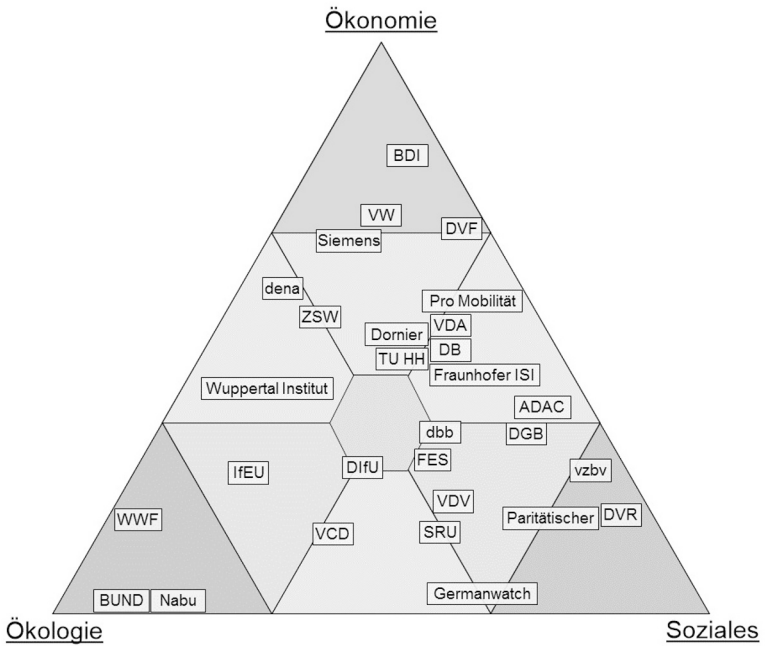 Ökonomie
BDI
VW
DVF
Siemens
dena
Pro Mobilität
ZSW
VDA
Dornier
DB
TU HH
Fraunhofer ISI
Wuppertal Institut
ADAC
dbb
DGB
FES
DIfU
IfEU
vzbv
VDV
WWF
Paritätischer
DVR
VCD
SRU
Germanwatch
BUND
Nabu
Ökologie
Soziales